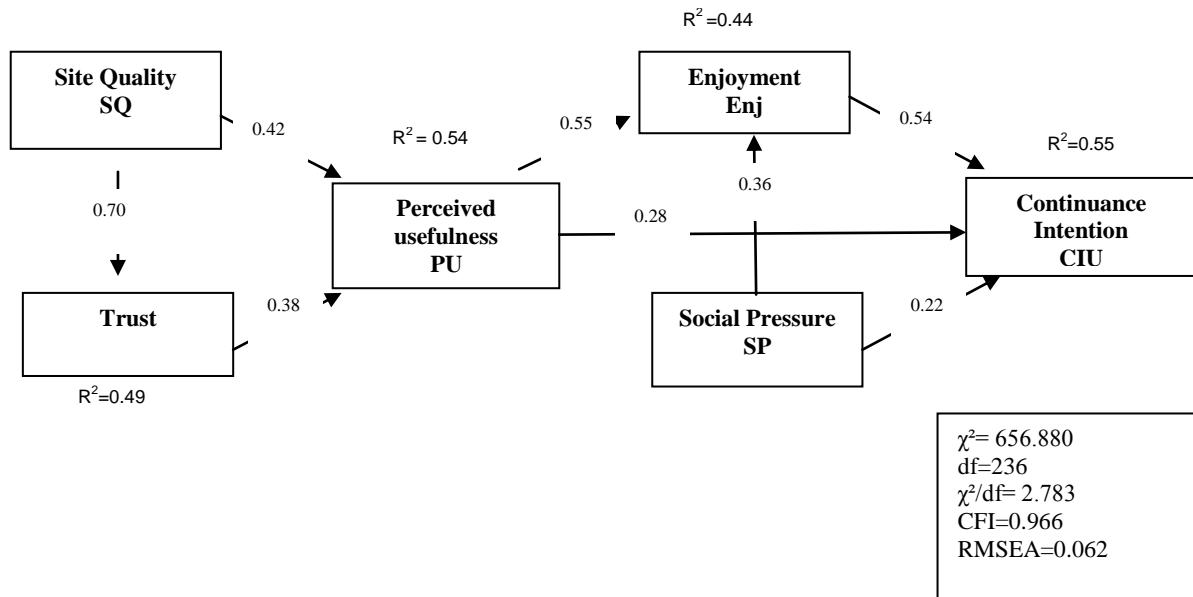 R²=0.44
Site Quality
SQ
Enjoyment
Enj
0.42
R² = 0.54
0.55
0.54
R²=0.55
0.70
Perceived
usefulness
PU
0.28
0.36
Continuance
Intention
CIU
Trust
0.38
Social Pressure
SP
0.22
R²=0.49
χ²= 656.880
df=236
χ²/df= 2.783
CFI=0.966
RMSEA=0.062